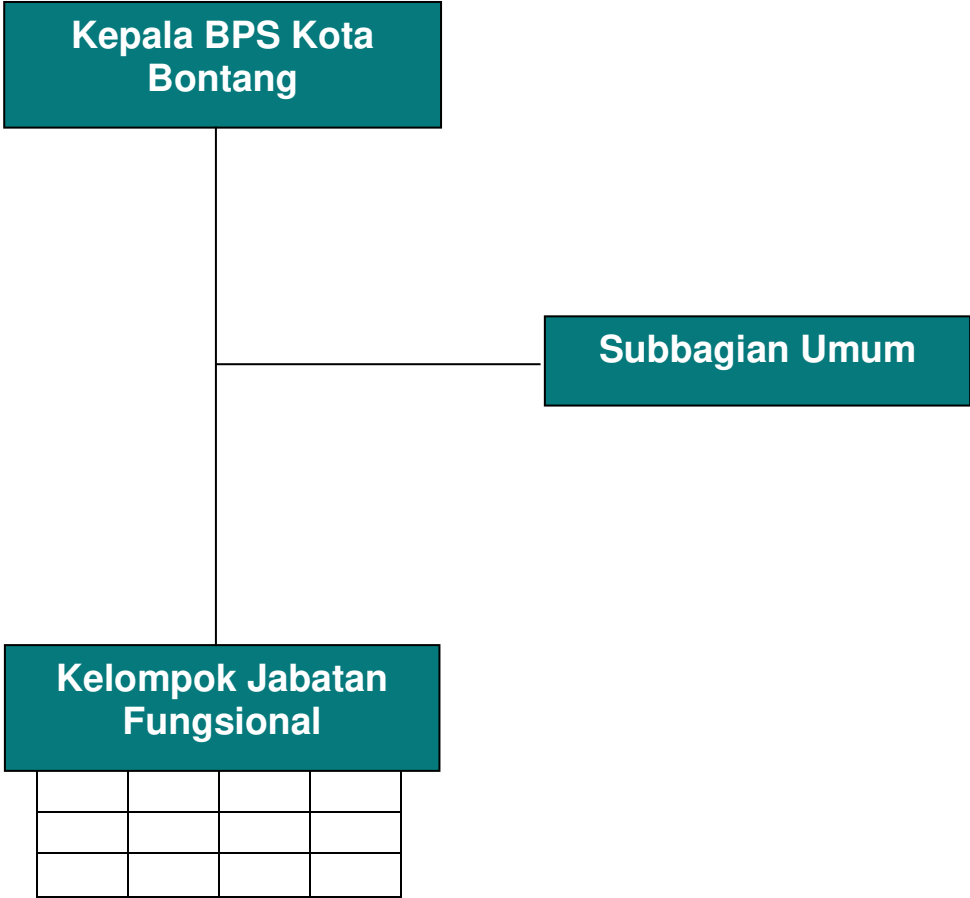 Kepala BPS Kota
Bontang
Subbagian Umum
Kelompok Jabatan
Fungsional